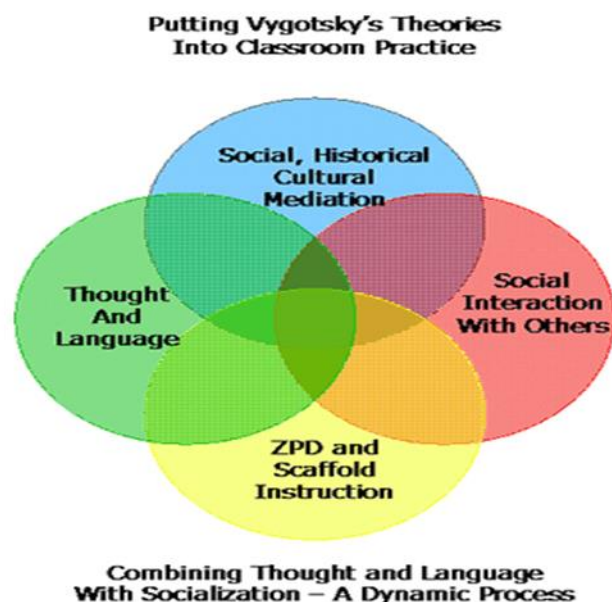 Putting Vygotsky's Theories
Into Classroom Practice
Social, Historical
Cultural
Mediation
Thought
And
Language
Social
Interaction
With Others
ZPD and
Scaffold
Instruction
Combining Thought and Language
With Socialization – A Dynamic Process